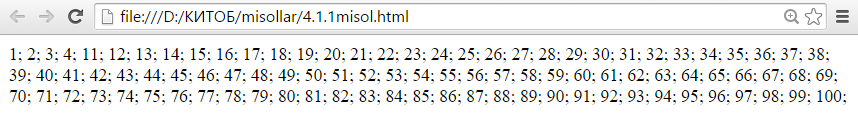 file:///D:/КИТОБ/misollar/4.1.1misol.html
1; 2; 3; 4; 11; 12; 13; 14; 15; 16; 17; 18; 19; 20; 21; 22; 23; 24; 25; 26; 27; 28; 29; 30; 31; 32; 33; 34; 35; 36; 37; 38;
39; 40; 41; 42; 43; 44; 45; 46; 47; 48; 49; 50; 51; 52; 53; 54; 55; 56; 57; 58; 59; 60; 61; 62; 63; 64; 65; 66; 67; 68; 69;
70; 71; 72; 73; 74; 75; 76; 77; 78; 79; 80; 81; 82; 83; 84; 85; 86; 87; 88; 89; 90; 91; 92; 93; 94; 95; 96; 97; 98; 99; 100;